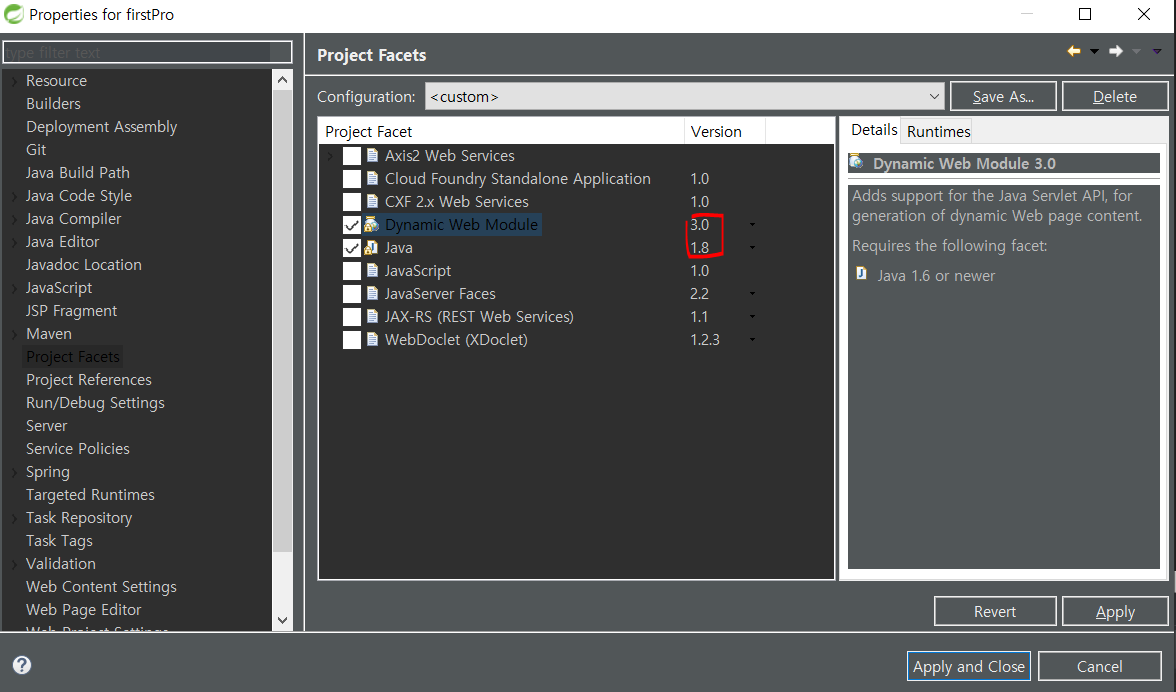 Properties for firstPro
type filter text
Resource
Builders
Deployment Assembly
Git
Java Build Path
Java Code Style
Java Compiler
Java Editor
Javadoc Location
JavaScript
JSP Fragment
Maven
Project Facets
Project References
Run/Debug Settings
Server
Service Policies
Spring
Targeted Runtimes
Task Repository
Task Tags
Validation
Web Content Settings
Web Page Editor
Web Project Settings
Project Facets
Configuration: <custom> Save As... Delete
Project Facet Version
Axis2 Web Services
Cloud Foundry Standalone Application 1.0
CXF 2.x Web Services 1.0
Dynamic Web Module 3.0
Java 1.8
JavaScript 1.0
JavaServer Faces 2.2
JAX-RS (REST Web Services) 1.1
WebDoclet (XDoclet) 1.2.3
Details Runtimes
Dynamic Web Module 3.0
Adds support for the Java Servlet API, for
generation of dynamic Web page content.
Requires the following facet:
Java 1.6 or newer
Revert Apply
Apply and Close Cancel